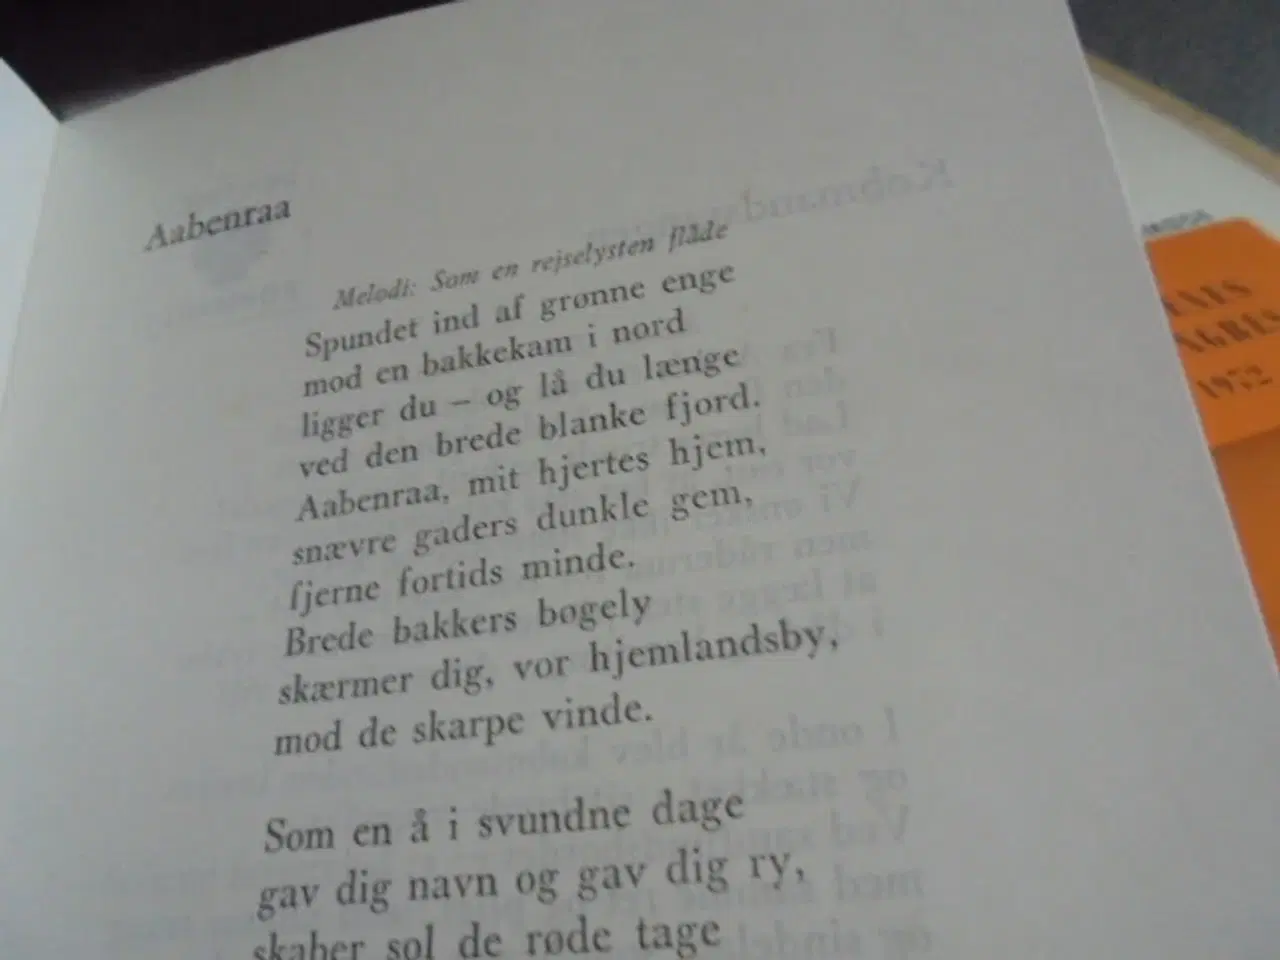 Aabenraa
Melodi: Som en rejselysten flåde
Spundet ind af grønne enge
mod en bakkekam i nord
ligger du – og lå du længe
ved den brede blanke fjord.
Aabenraa, mit hjertes hjem,
snævre gaders dunkle gem,
fjerne fortids minde.
Brede bakkers bøgely
skærmer dig, vor hjemlandsby,
mod de skarpe vinde.
Som en å i svundne dage
gav dig navn og gav dig ry,
skaber sol de røde tage
1972